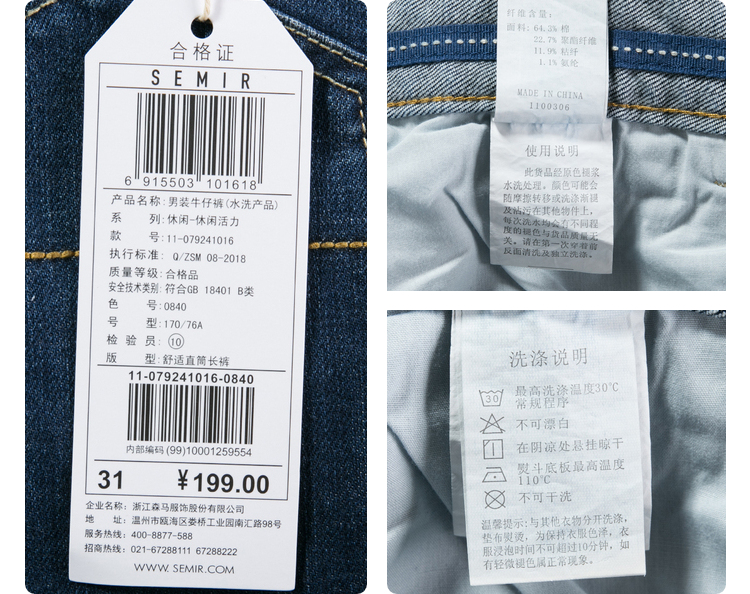 合格证
SEMIR
6 915503 101618
产品名称: 男装牛仔裤(水洗产品)
系 列: 休闲-休闲活力
款 号: 11-079241016
执行标准: Q/ZSM 08-2018
质量等级: 合格品
安全技术类别: 符合GB 18401 B类
色 号: 0840
号 型: 170/76A
检 验 员: ⑩
版 型: 舒适直筒长裤
11-079241016-0840
内部编码 (99)10001259554
31 ¥199.00
企业名称: 浙江森马服饰股份有限公司
地 址: 温州市瓯海区娄桥工业园南汇路98号
服务热线: 400-8877-588
招商热线: 021-67288111 67288222
WWW.SEMIR.COM
纤维含量:
面料: 64.3% 棉
22.7% 聚酯纤维
11.9% 粘纤
1.1% 氨纶
MADE IN CHINA
1100306
使用说明
此货品经原色褪浆
水洗处理, 颜色可能会
随摩擦转移或洗涤渐褪
及沾污在其他物件上,
每次洗水均会有不同程
度的褪色与货品质量无
关。请在第一次穿着前
反面清洗及独立洗涤。
洗涤说明
30 最高洗涤温度30℃
常规程序
不可漂白
在阴凉处悬挂晾干
熨斗底板最高温度
110℃
不可干洗
温馨提示: 与其他衣物分开洗涤,
垫布熨烫, 为保持衣服色泽, 衣
服浸泡时间不可超过10分钟, 如
有轻微褪色属正常现象。